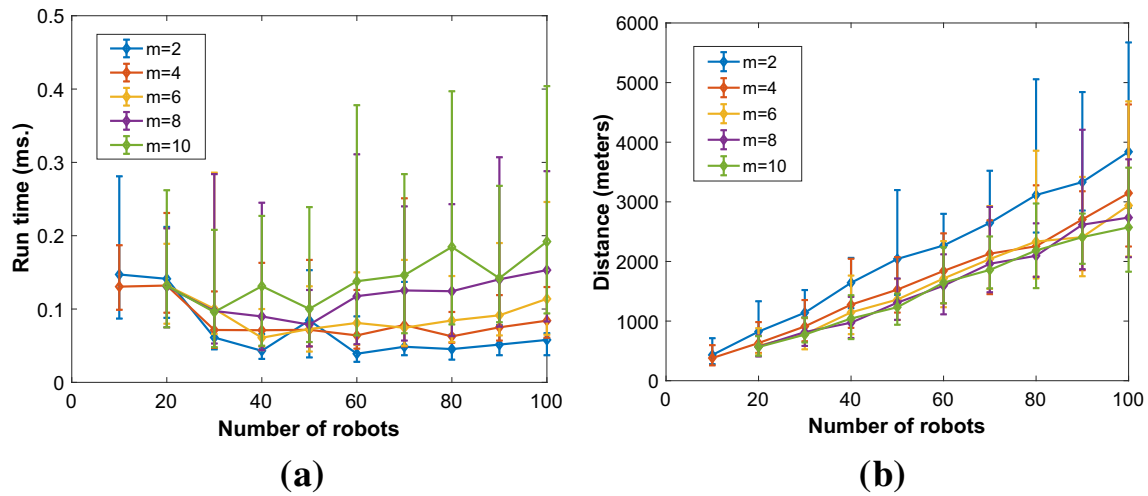 0.5
0.4
0.3
0.2
0.1
0
Run time (ms.)
m=2
m=4
m=6
m=8
m=10
0 20 40 60 80 100
Number of robots
(a)
6000
5000
4000
3000
2000
1000
0
Distance (meters)
m=2
m=4
m=6
m=8
m=10
0 20 40 60 80 100
Number of robots
(b)